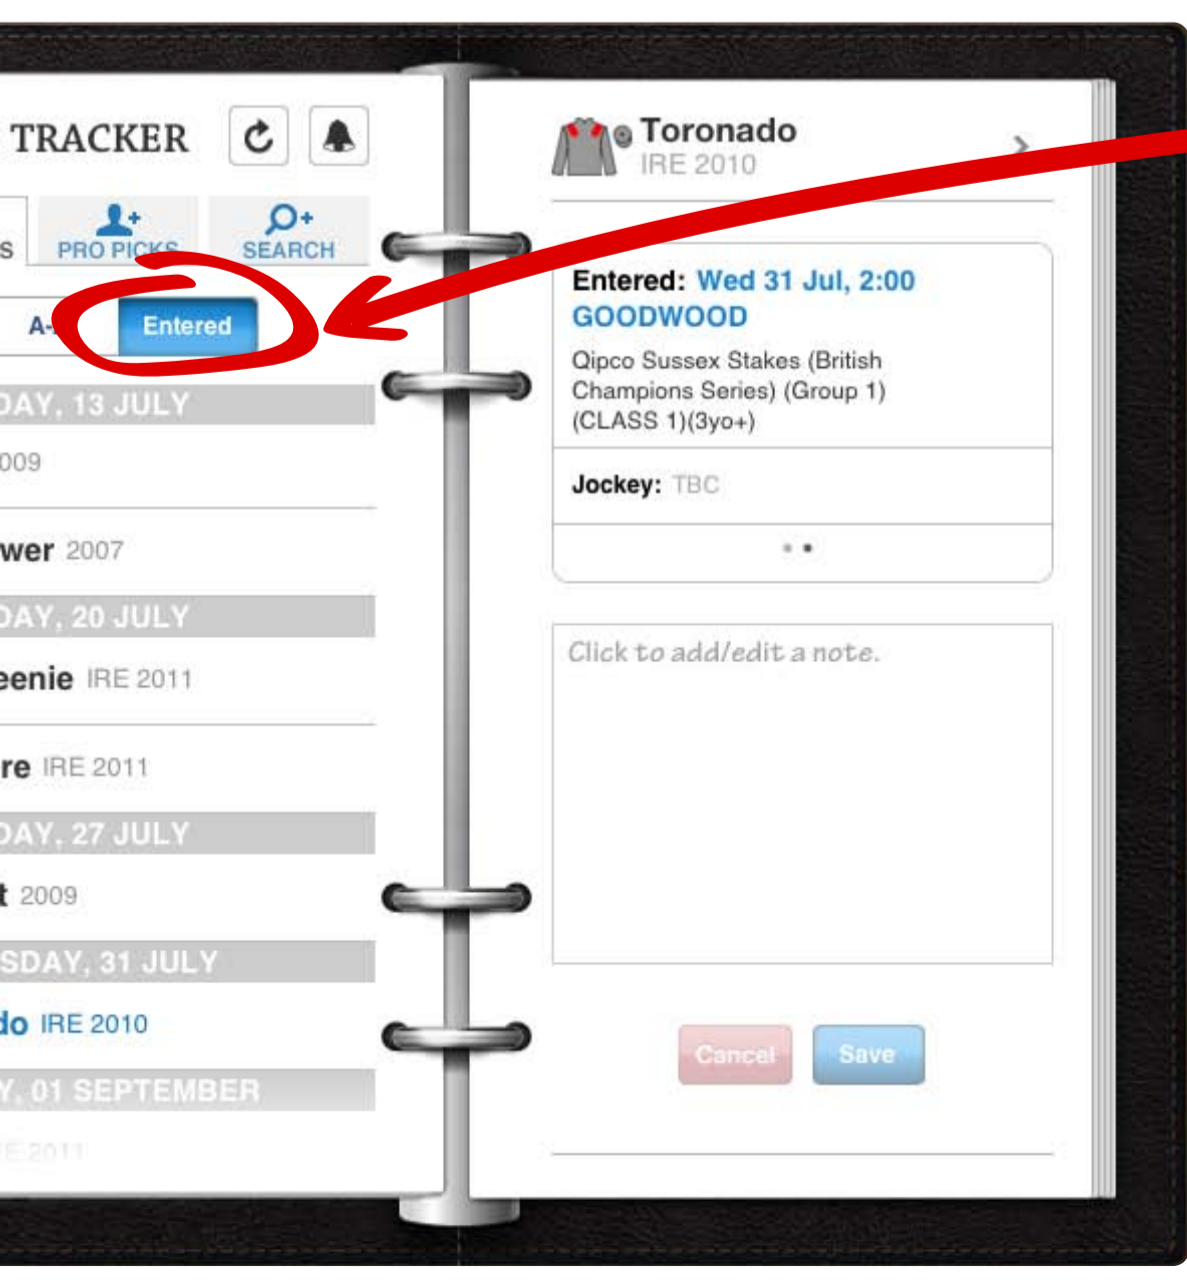 TRACKER
S
PRO PICKS
SEARCH
Entered
DAY, 13 JULY
009
wer 2007
DAY, 20 JULY
eenie IRE 2011
re IRE 2011
DAY, 27 JULY
t 2009
SDAY, 31 JULY
do IRE 2010
Y, 01 SEPTEMBER
E 2011
Toronado
IRE 2010
Entered: Wed 31 Jul, 2:00
GOODWOOD
Qipco Sussex Stakes (British
Champions Series) (Group 1)
(CLASS 1)(3yo+)
Jockey: TBC
Click to add/edit a note.
Cancel
Save